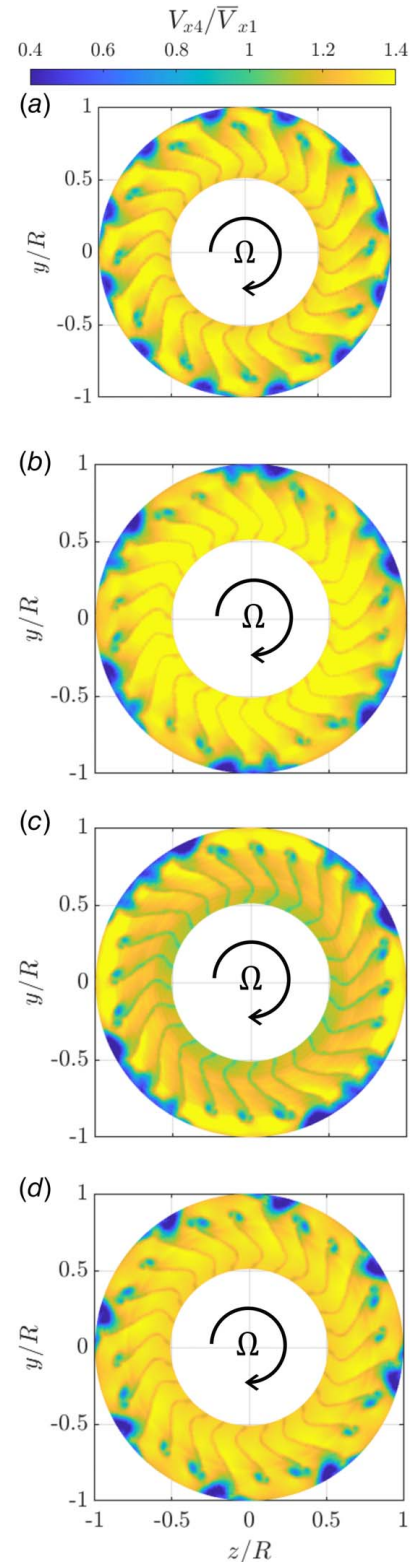 V_{x4}/\overline{V}_{x1}
0.4 0.6 0.8 1 1.2 1.4
(a)
1
0.5
y/R
0
Ω
-0.5
-1
(b)
1
0.5
y/R
0
Ω
-0.5
-1
(c)
1
0.5
y/R
0
Ω
-0.5
-1
(d)
1
0.5
y/R
0
Ω
-0.5
-1
-1 -0.5 0 0.5 1
z/R